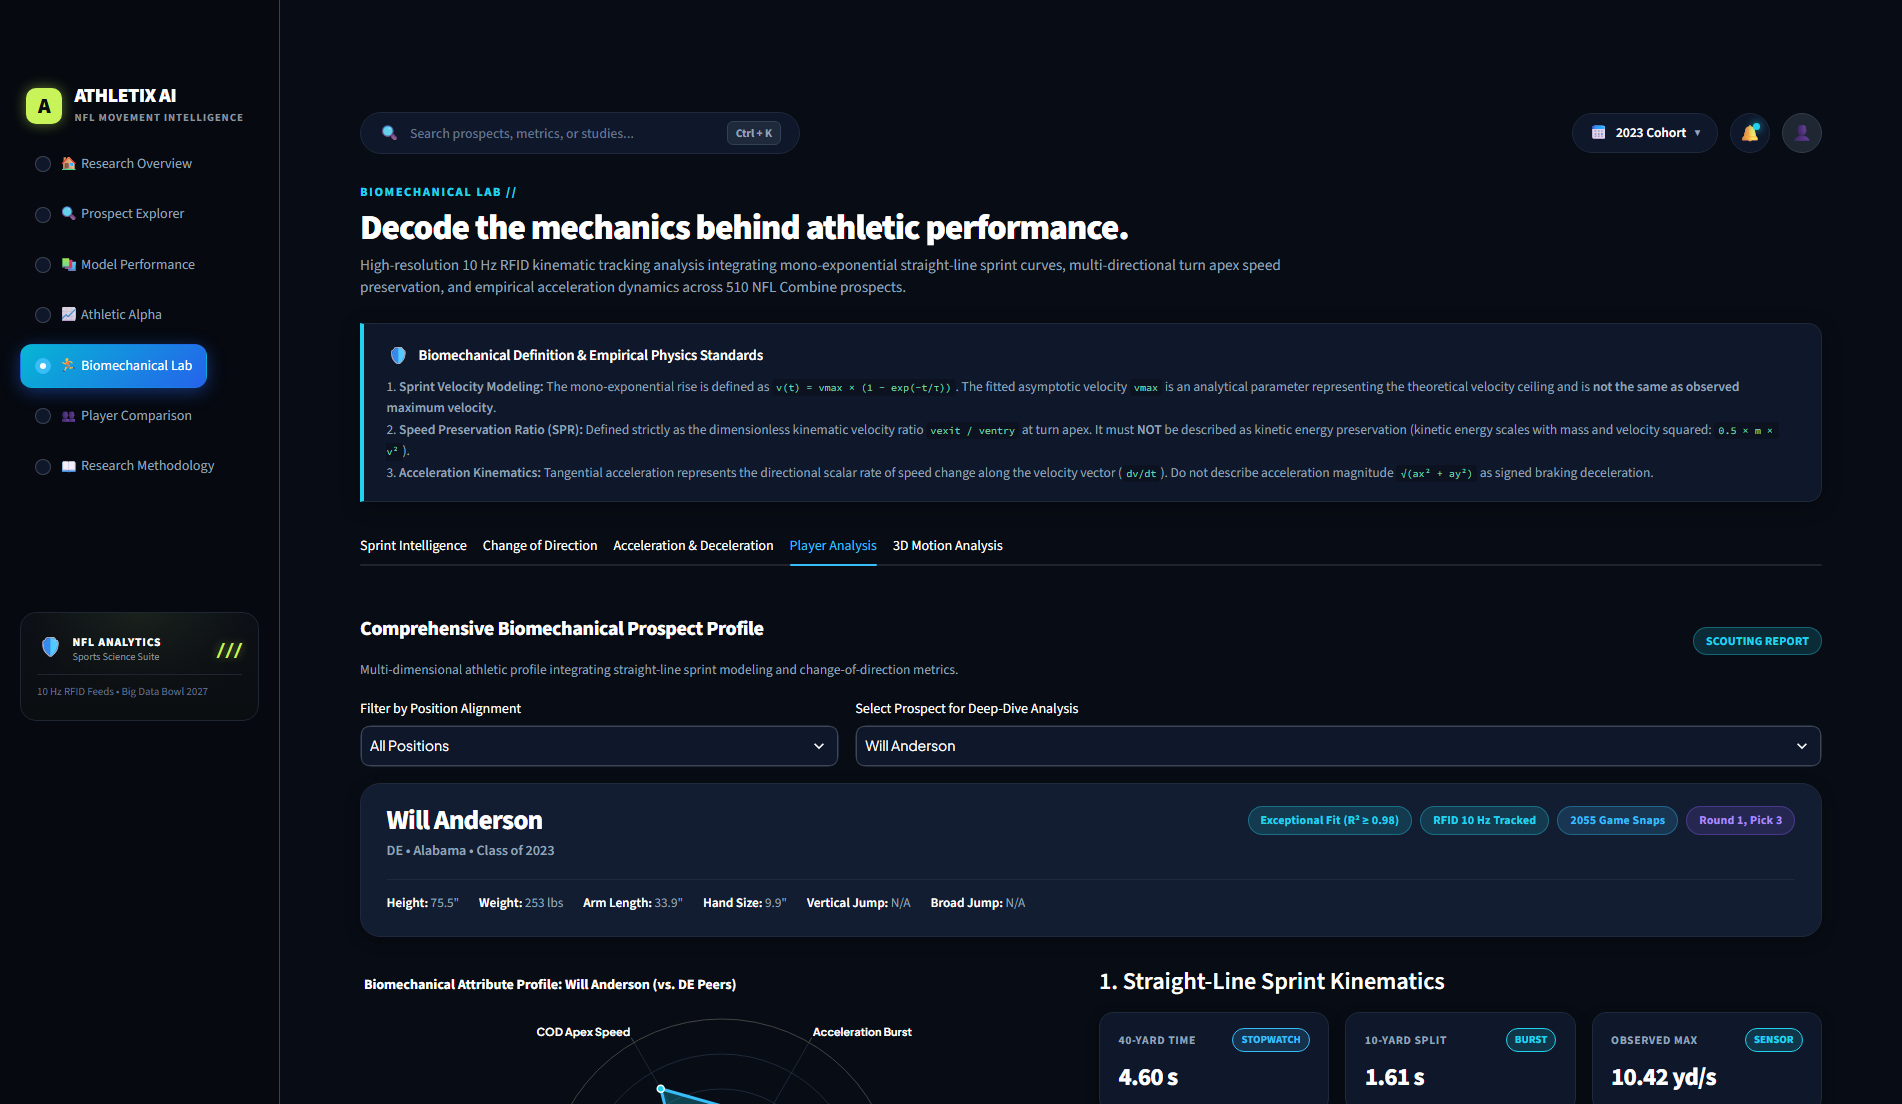 A
ATHLETIX AI
NFL MOVEMENT INTELLIGENCE
Research Overview
Prospect Explorer
Model Performance
Athletic Alpha
Biomechanical Lab
Player Comparison
Research Methodology
NFL ANALYTICS
Sports Science Suite
///
10 Hz RFID Feeds • Big Data Bowl 2027
Search prospects, metrics, or studies...
Ctrl + K
2023 Cohort ▾
BIOMECHANICAL LAB //
Decode the mechanics behind athletic performance.
High-resolution 10 Hz RFID kinematic tracking analysis integrating mono-exponential straight-line sprint curves, multi-directional turn apex speed
preservation, and empirical acceleration dynamics across 510 NFL Combine prospects.
Biomechanical Definition & Empirical Physics Standards
1. Sprint Velocity Modeling: The mono-exponential rise is defined as v(t) = vmax × (1 − exp(−t/τ)) . The fitted asymptotic velocity vmax is an analytical parameter representing the theoretical velocity ceiling and is not the same as observed
maximum velocity.
2. Speed Preservation Ratio (SPR): Defined strictly as the dimensionless kinematic velocity ratio vexit / ventry at turn apex. It must NOT be described as kinetic energy preservation (kinetic energy scales with mass and velocity squared: 0.5 × m ×
v² ).
3. Acceleration Kinematics: Tangential acceleration represents the directional scalar rate of speed change along the velocity vector ( dv/dt ). Do not describe acceleration magnitude √(ax² + ay²) as signed braking deceleration.
Sprint Intelligence Change of Direction Acceleration & Deceleration Player Analysis 3D Motion Analysis
Comprehensive Biomechanical Prospect Profile
SCOUTING REPORT
Multi-dimensional athletic profile integrating straight-line sprint modeling and change-of-direction metrics.
Filter by Position Alignment
All Positions
Select Prospect for Deep-Dive Analysis
Will Anderson
Will Anderson
Exceptional Fit (R² ≥ 0.98) RFID 10 Hz Tracked 2055 Game Snaps Round 1, Pick 3
DE • Alabama • Class of 2023
Height: 75.5" Weight: 253 lbs Arm Length: 33.9" Hand Size: 9.9" Vertical Jump: N/A Broad Jump: N/A
Biomechanical Attribute Profile: Will Anderson (vs. DE Peers)
COD Apex Speed
Acceleration Burst
1. Straight-Line Sprint Kinematics
40-YARD TIME STOPWATCH
4.60 s
10-YARD SPLIT BURST
1.61 s
OBSERVED MAX SENSOR
10.42 yd/s